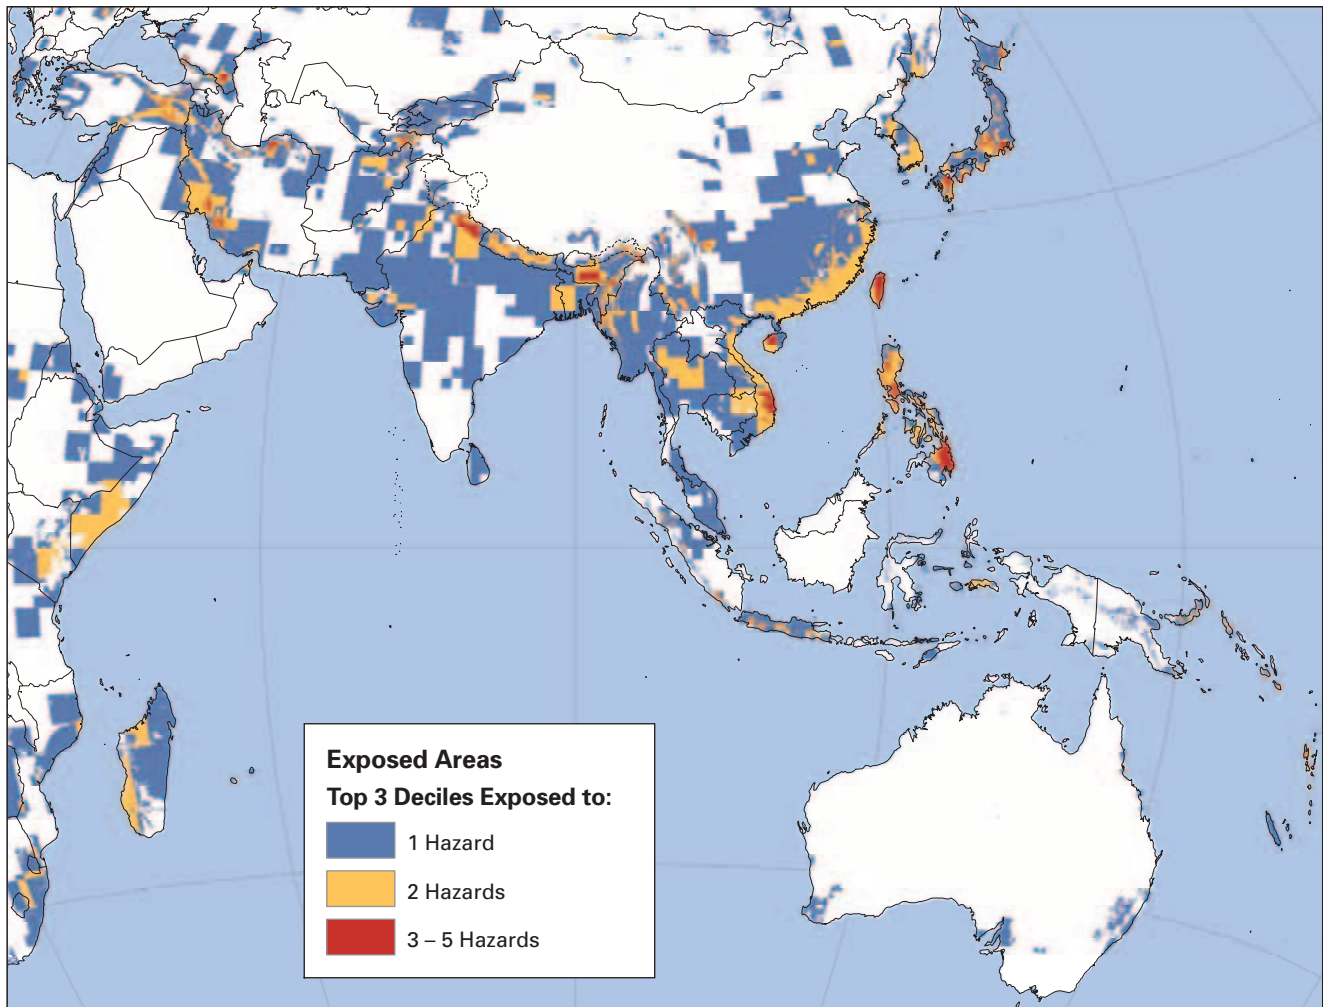 Exposed Areas
Top 3 Deciles Exposed to:
1 Hazard
2 Hazards
3 – 5 Hazards